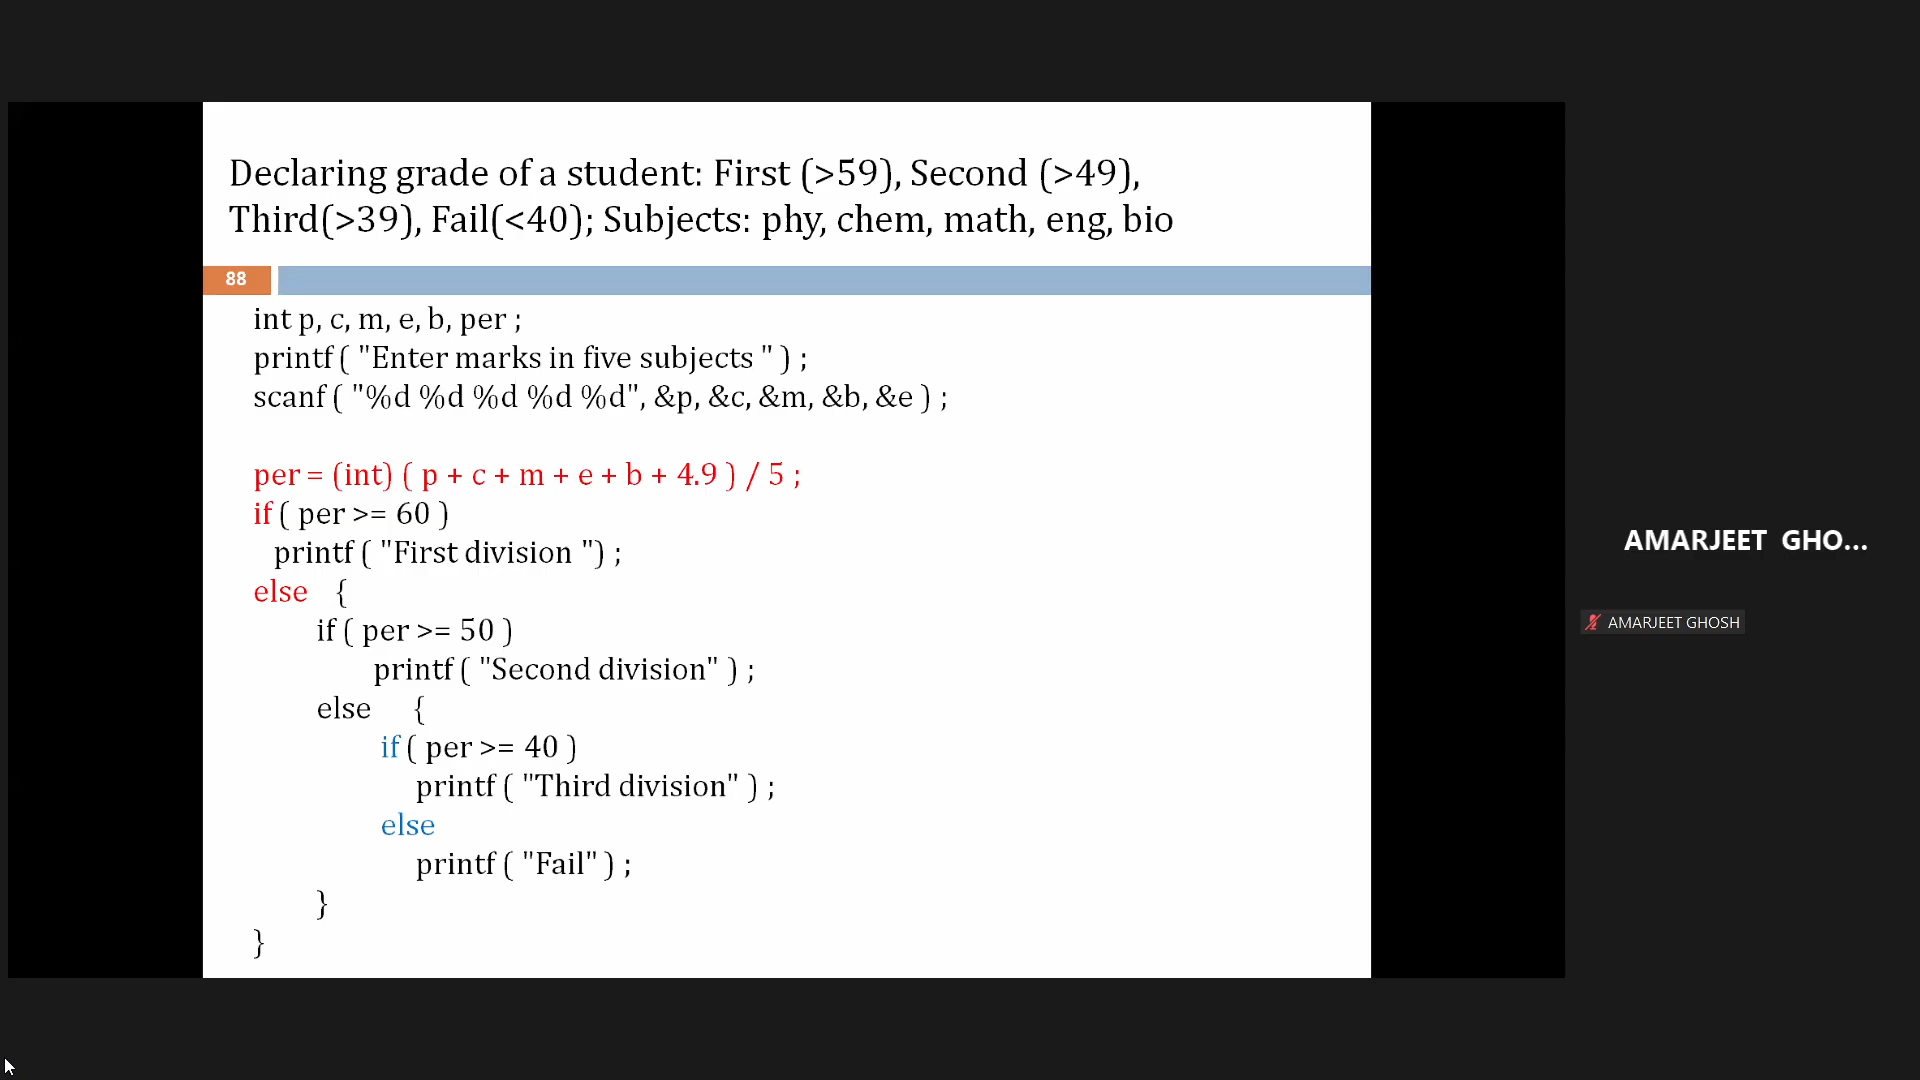 Declaring grade of a student: First (>59), Second (>49),
Third(>39), Fail(<40); Subjects: phy, chem, math, eng, bio
88
int p, c, m, e, b, per ;
printf ( "Enter marks in five subjects " ) ;
scanf ( "%d %d %d %d %d", &p, &c, &m, &b, &e ) ;
per = (int) ( p + c + m + e + b + 4.9 ) / 5 ;
if ( per >= 60 )
printf ( "First division ") ;
else {
if ( per >= 50 )
printf ( "Second division" ) ;
else {
if ( per >= 40 )
printf ( "Third division" ) ;
else
printf ( "Fail" ) ;
}
}
AMARJEET GHO...
AMARJEET GHOSH